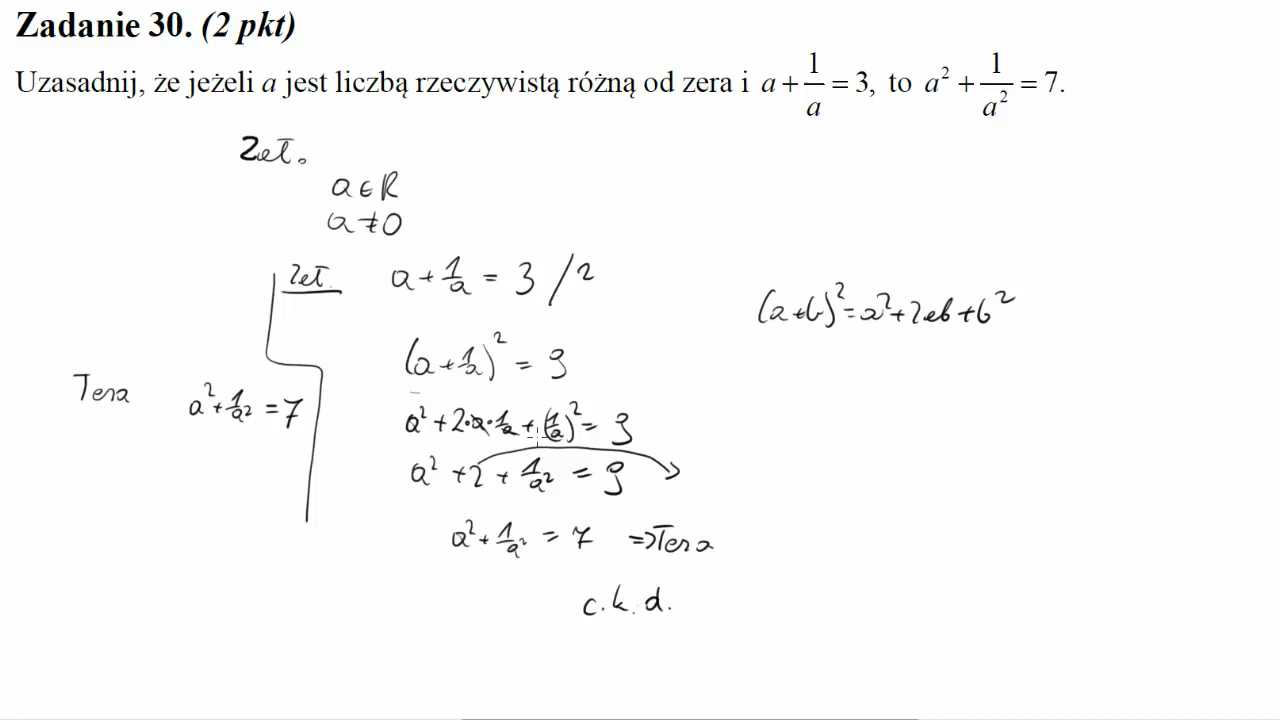 Zadanie 30. (2 pkt)
Uzasadnij, że jeżeli a jest liczbą rzeczywistą różną od zera i a + 1/a = 3, to a² + 1/a² = 7.
Zał.
a ∈ R
a ≠ 0
Zał. a + 1/a = 3 /²
(a+b)² = a² + 2ab + b²
(a + 1/a)² = 9
Teza a² + 1/a² = 7
a² + 2·a·1/a + (1/a)² = 9
a² + 2 + 1/a² = 9
a² + 1/a² = 7 ⇒ Teza
c.k.d.